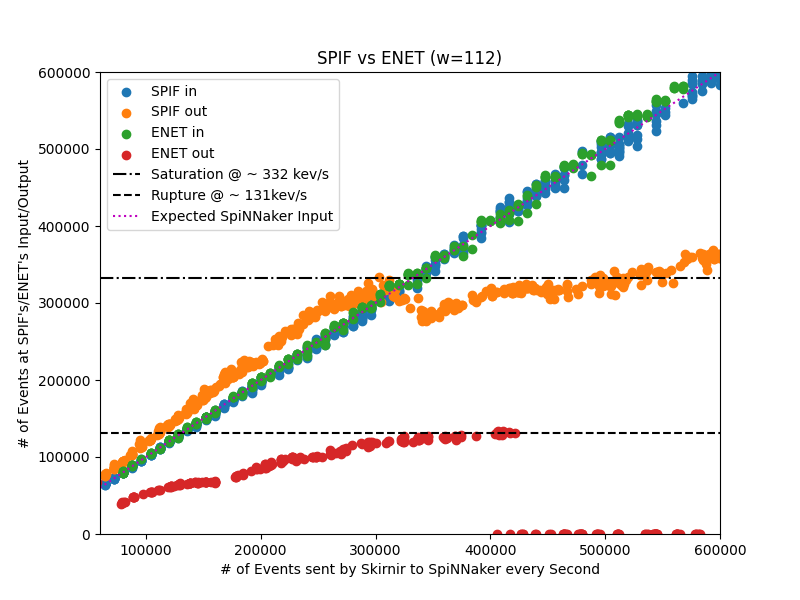 SPIF vs ENET (w=112)
600000
500000
400000
300000
200000
100000
0
# of Events at SPIF's/ENET's Input/Output
SPIF in
SPIF out
ENET in
ENET out
Saturation @ ~ 332 kev/s
Rupture @ ~ 131kev/s
Expected SpiNNaker Input
100000 200000 300000 400000 500000 600000
# of Events sent by Skirnir to SpiNNaker every Second